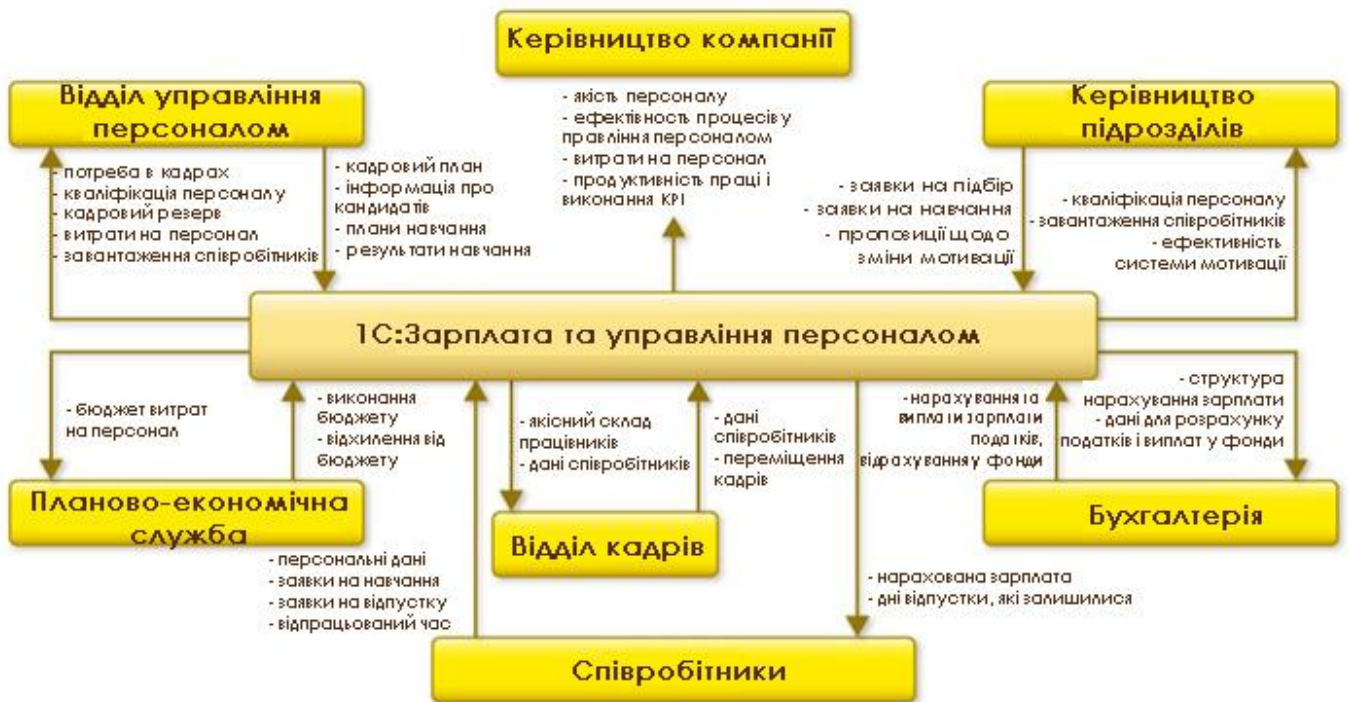 Керівництво компанії
Відділ управління
персоналом
Керівництво
підрозділів
- якість персоналу
- ефектівність процесів у
правління персоналом
- витрати на персонал
- продуктивність праці і
виконання КРІ
- потреба в кадрах
- кваліфікація персоналу
- кадровий резерв
- витрати на персонал
- завантаження співробітників
- кадровий план
- інформація про
кандидатів
- плани навчання
- результати навчання
- заявки на підбір
- заявки на навчання
- пропозиції щодо
зміни мотивації
- кваліфікація персоналу
- завантаження співробітників
- ефективність
системи мотивації
1С:Зарплата та управління персоналом
- бюджет витрат
на персонал
- виконання
бюджету
- відхилення від
бюджету
- якісний склад
працівників
- дані співробітників
- дані
співробітників
- переміщення
кадрів
- нарахування та
виплати зарплати
податків,
відрахування у фонди
- структура
нарахування зарплати
- дані для розрахунку
податків і виплат у фонди
Планово-економічна
служба
Відділ кадрів
Бухгалтерія
- персональні дані
- заявки на навчання
- заявки на відпустку
- відпрацьований час
- нарахована зарплата
- дні відпустки, які залишилися
Співробітники